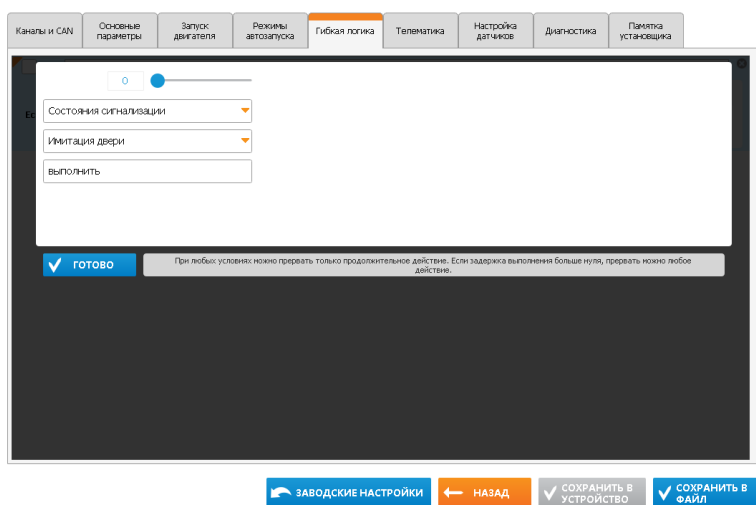 Каналы и CAN
Основные
параметры
Запуск
двигателя
Режимы
автозапуска
Гибкая логика
Телематика
Настройка
датчиков
Диагностика
Памятка
установщика
0
Ес
Состояния сигнализации
Имитация двери
выполнить
ГОТОВО
При любых условиях можно прервать только продолжительное действие. Если задержка выполнения больше нуля, прервать можно любое
действие.
ЗАВОДСКИЕ НАСТРОЙКИ
НАЗАД
СОХРАНИТЬ В
УСТРОЙСТВО
СОХРАНИТЬ В
ФАЙЛ